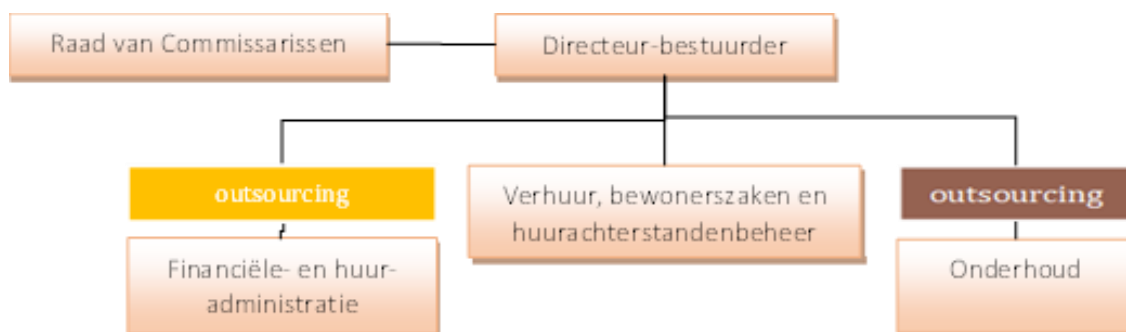 Raad van Commissarissen
Directeur-bestuurder
outsourcing
Verhuur, bewonerszaken en
huurachterstandenbeheer
outsourcing
Financiële- en huur-
administratie
Onderhoud